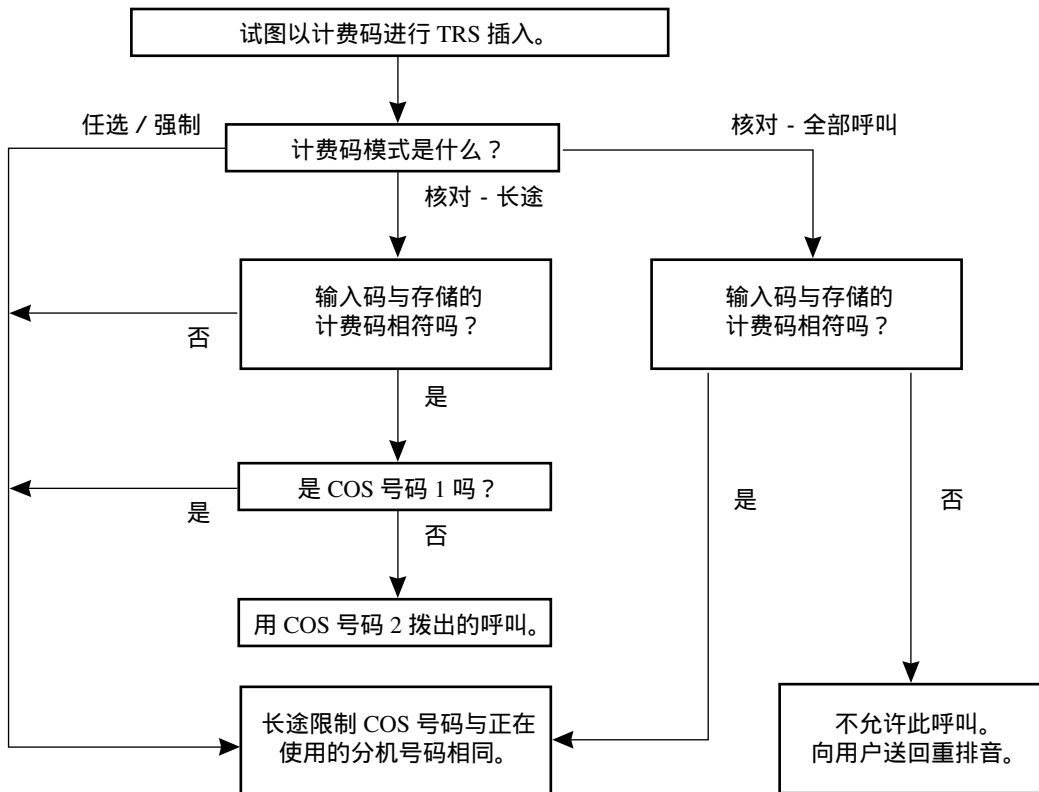 试图以计费码进行 TRS 插入。
任选 / 强制
计费码模式是什么？
核对 - 全部呼叫
核对 - 长途
输入码与存储的
计费码相符吗？
输入码与存储的
计费码相符吗？
否
是
是 COS 号码 1 吗？
是
是
否
否
用 COS 号码 2 拨出的呼叫。
长途限制 COS 号码与正在
使用的分机号码相同。
不允许此呼叫。
向用户送回重排音。